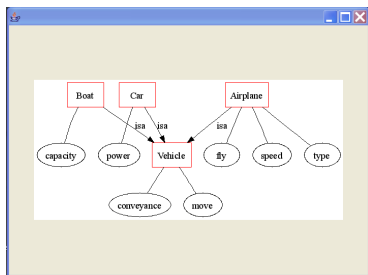 Boat Car Airplane
isa isa isa
capacity power Vehicle fly speed type
conveyance move